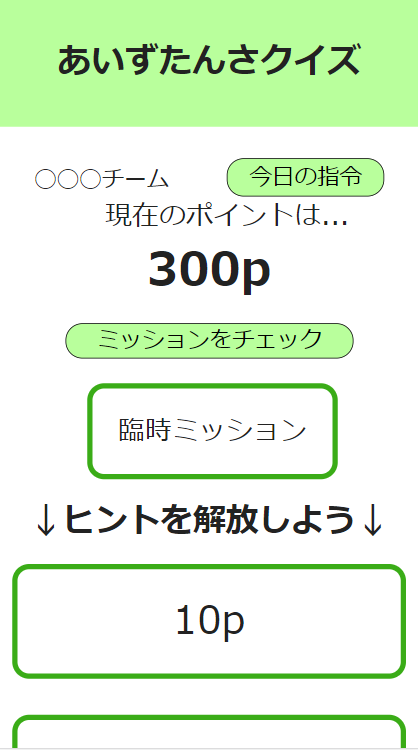 あいずたんさクイズ
○○○チーム
今日の指令
現在のポイントは...
300p
ミッションをチェック
臨時ミッション
↓ヒントを解放しよう↓
10p